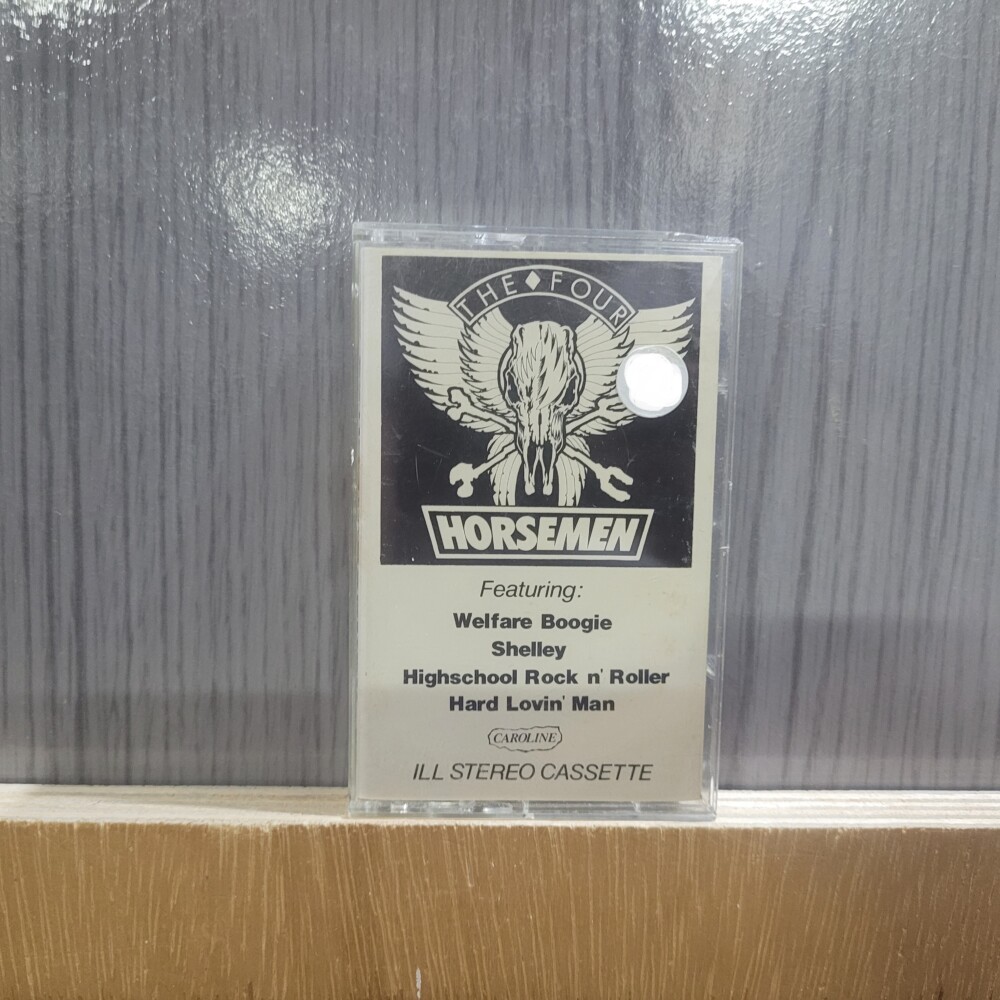 THE♦FOUR
HORSEMEN
Featuring:
Welfare Boogie
Shelley
Highschool Rock n' Roller
Hard Lovin' Man
CAROLINE
ILL STEREO CASSETTE